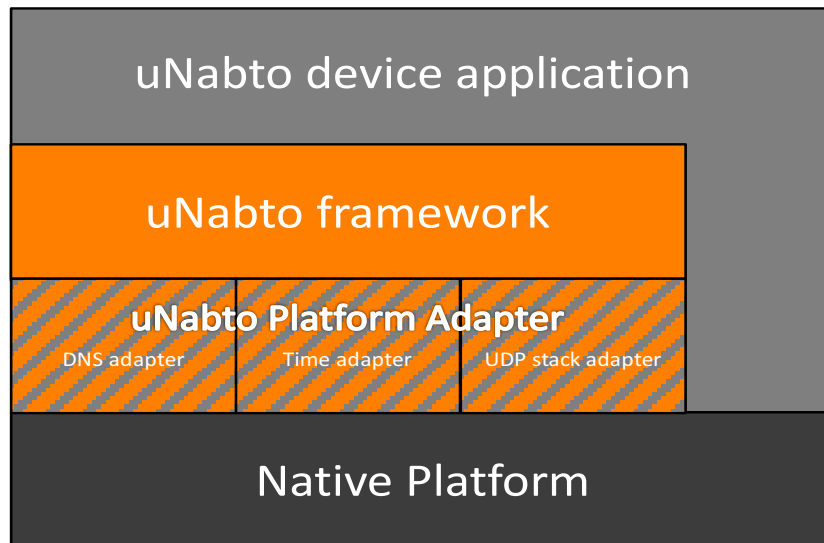 uNabto device application
uNabto framework
uNabto Platform Adapter
DNS adapter Time adapter UDP stack adapter
Native Platform